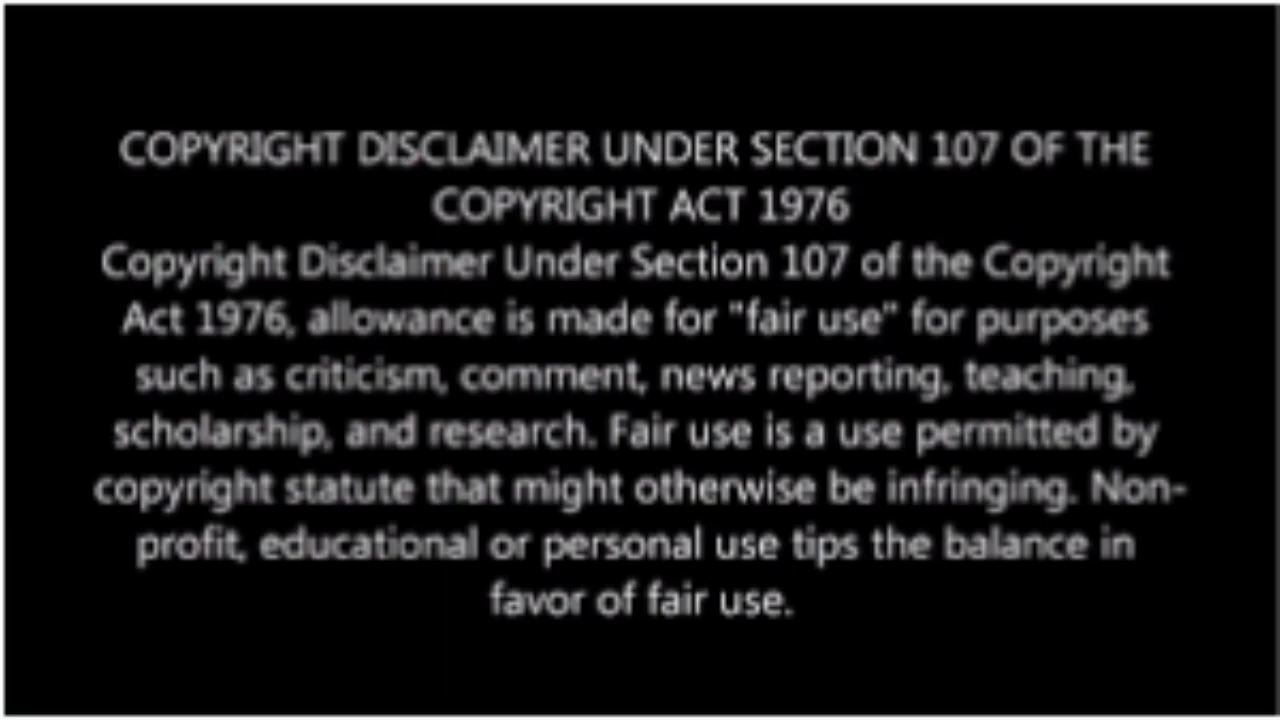 COPYRIGHT DISCLAIMER UNDER SECTION 107 OF THE
COPYRIGHT ACT 1976
Copyright Disclaimer Under Section 107 of the Copyright
Act 1976, allowance is made for "fair use" for purposes
such as criticism, comment, news reporting, teaching,
scholarship, and research. Fair use is a use permitted by
copyright statute that might otherwise be infringing. Non-
profit, educational or personal use tips the balance in
favor of fair use.